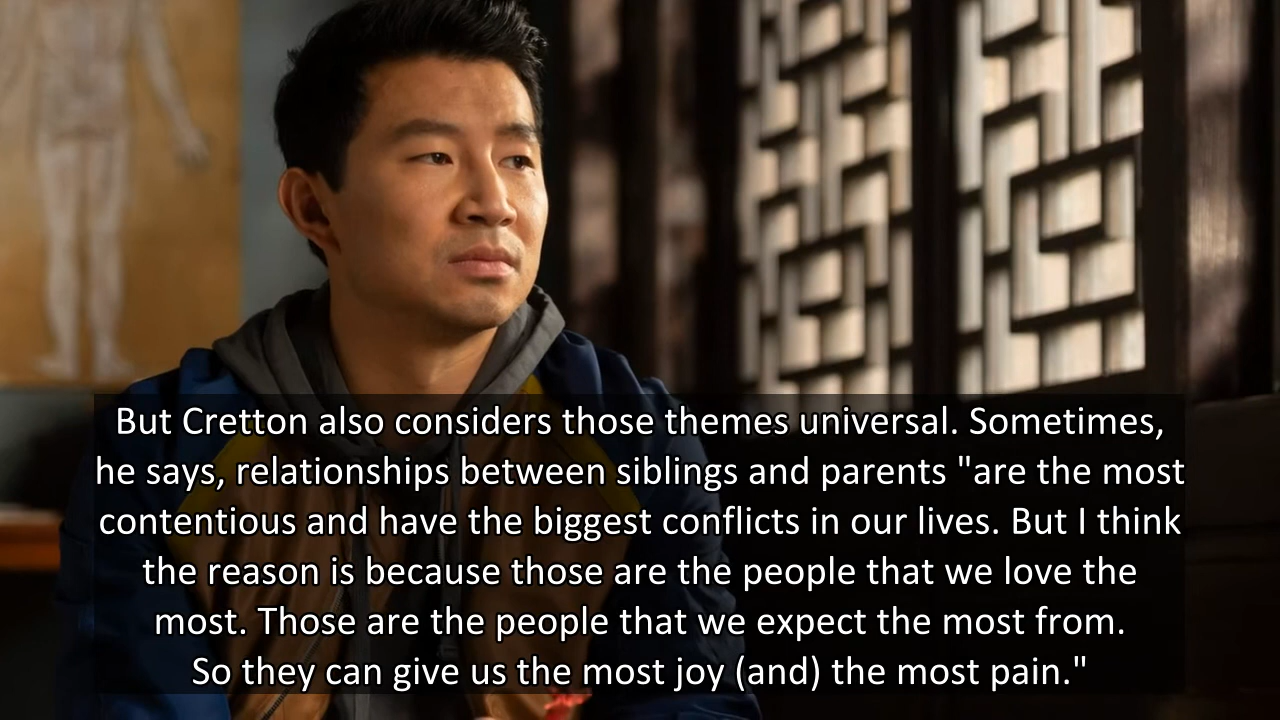 But Cretton also considers those themes universal. Sometimes,
he says, relationships between siblings and parents "are the most
contentious and have the biggest conflicts in our lives. But I think
the reason is because those are the people that we love the
most. Those are the people that we expect the most from.
So they can give us the most joy (and) the most pain."